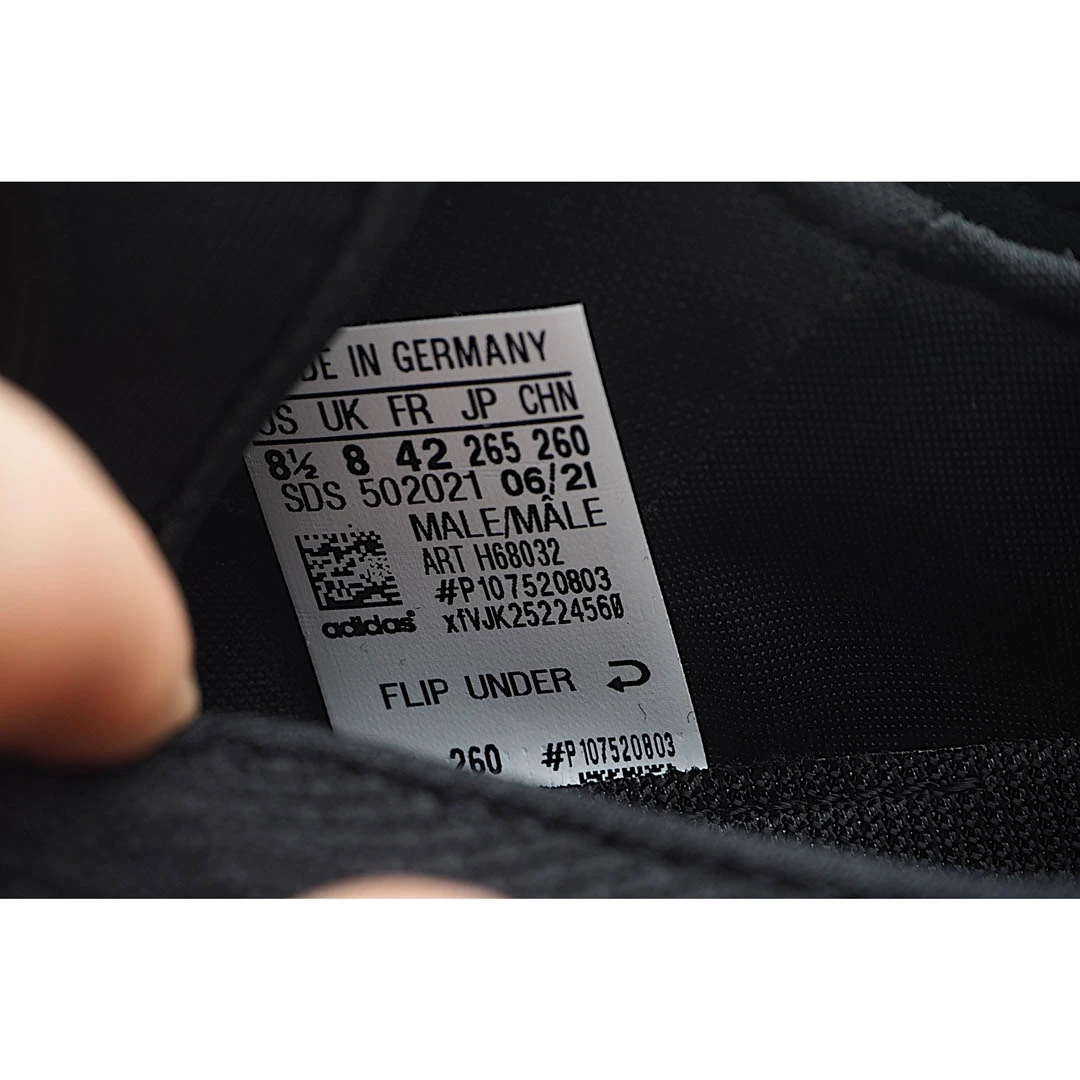 IN GERMANY
UK FR JP CHN
8½ 8 42 265 260
SDS 502021 06/21
MALE/MÂLE
ART H68032
#P107520803
xfVJK25224560
adidas
FLIP UNDER
260 #P107520803